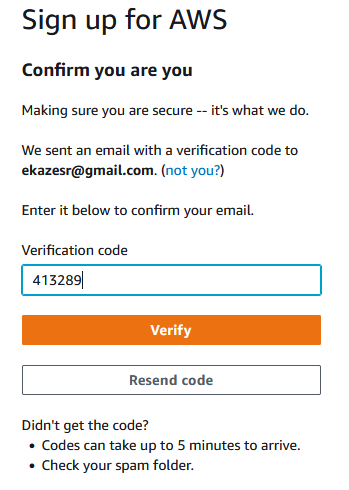 Sign up for AWS
Confirm you are you
Making sure you are secure -- it's what we do.
We sent an email with a verification code to
ekazesr@gmail.com. (not you?)
Enter it below to confirm your email.
Verification code
413289
Verify
Resend code
Didn't get the code?
• Codes can take up to 5 minutes to arrive.
• Check your spam folder.